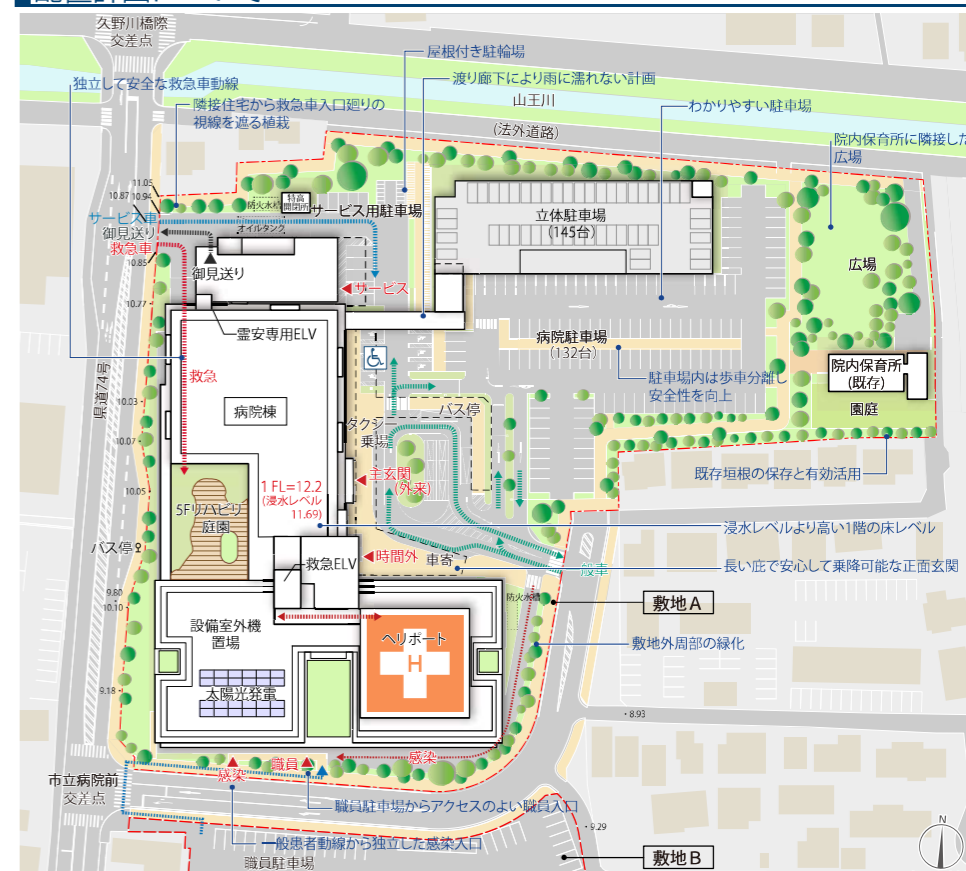 配置計画について
久野川橋際
交差点
屋根付き駐輪場
渡り廊下により雨に濡れない計画
独立して安全な救急車動線
山王川
わかりやすい駐車場
隣接住宅から救急車入口廻りの
視線を遮る植栽
(法外道路)
院内保育所に隣接した
広場
11.05
10.87
10.94
防火水槽
特高
開閉所
サービス用駐車場
立体駐車場
(145台)
サービス車
御見送り
救急車
オイルタンク
10.85
御見送り
サービス
広場
10.77
霊安専用ELV
病院駐車場
(132台)
院内保育所
(既存)
園庭
救急
県道74号
10.03
病院棟
駐車場内は歩車分離し
安全性を向上
バス停
タクシー
乗場
10.07
主玄関
(外来)
既存垣根の保存と有効活用
1 FL=12.2
(浸水レベル
11.69)
10.05
5Fリハビリ
庭園
浸水レベルより高い1階の床レベル
バス停
時間外
車寄
一般車
長い庇で安心して乗降可能な正面玄関
救急ELV
9.80
10.10
防火水槽
敷地A
設備室外機
置場
ヘリポート
H
敷地外周部の緑化
太陽光発電
9.18
8.93
感染
職員
感染
市立病院前
交差点
職員駐車場からアクセスのよい職員入口
9.29
一般患者動線から独立した感染入口
職員駐車場
敷地B
N